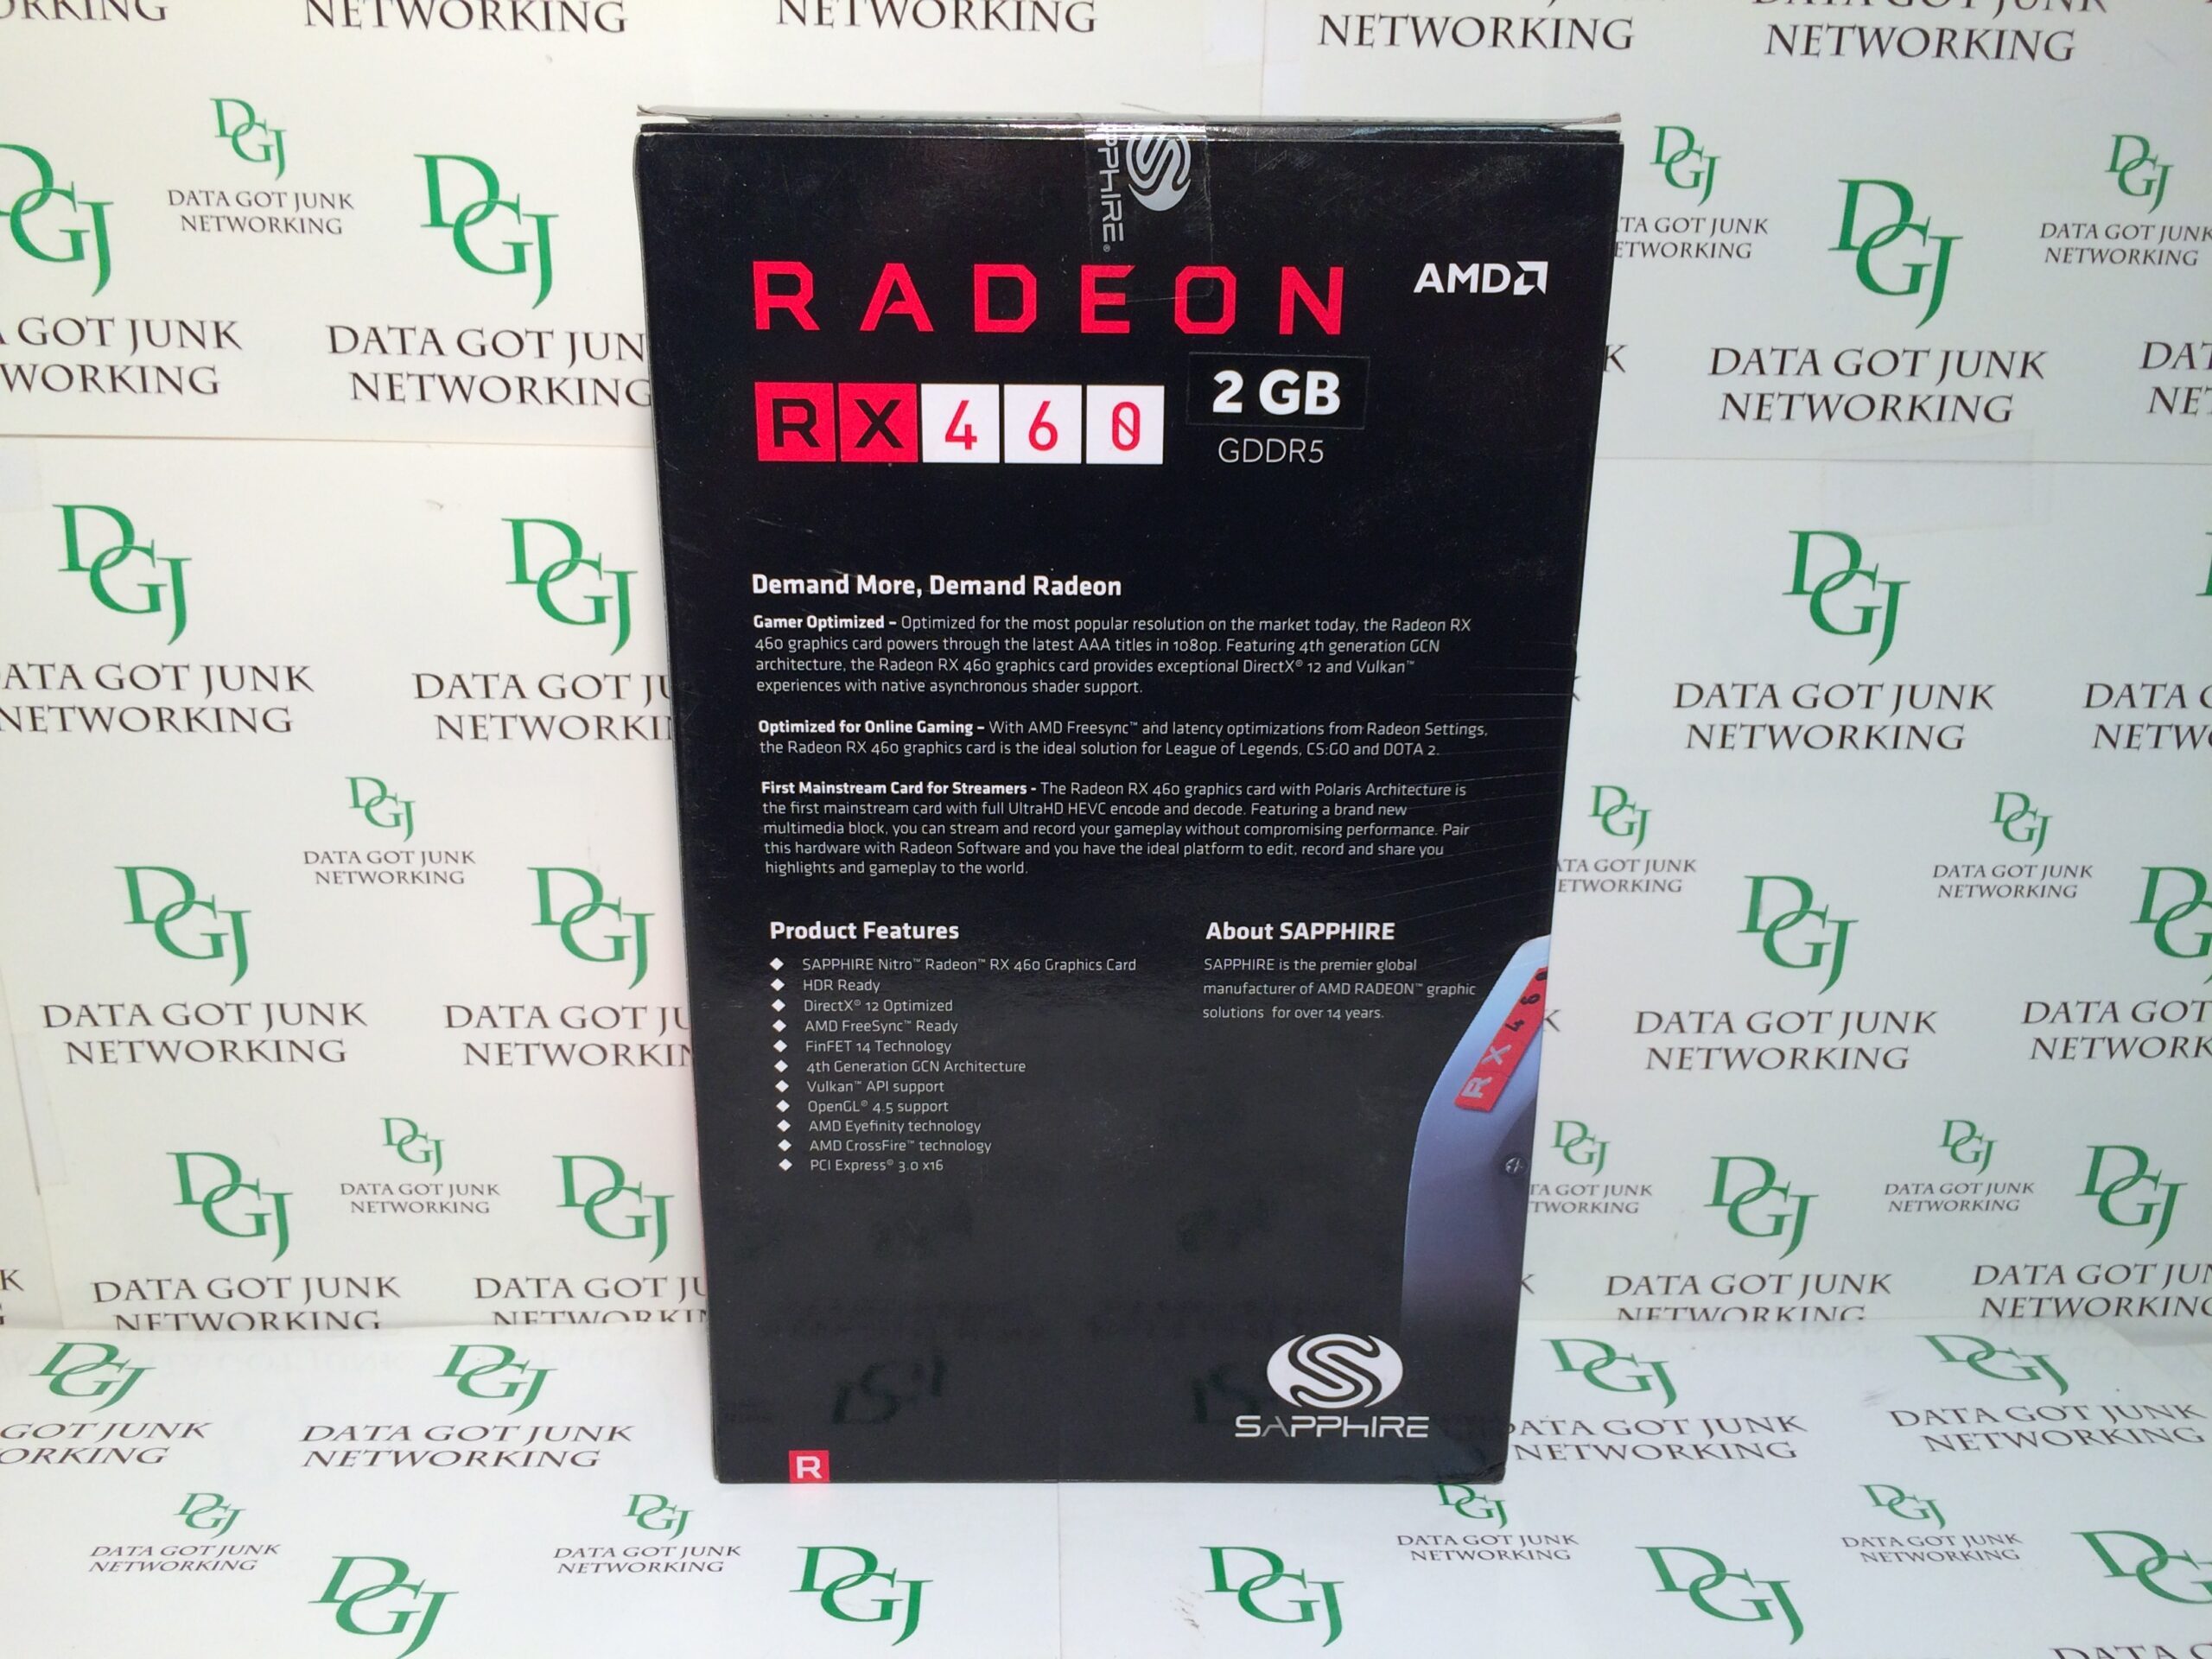 SAPPHIRE
RADEON
AMD
RX460
2 GB
GDDR5
Demand More, Demand Radeon
Gamer Optimized – Optimized for the most popular resolution on the market today, the Radeon RX
460 graphics card powers through the latest AAA titles in 1080p. Featuring 4th generation GCN
architecture, the Radeon RX 460 graphics card provides exceptional DirectX® 12 and Vulkan™
experiences with native asynchronous shader support.
Optimized for Online Gaming – With AMD Freesync™ and latency optimizations from Radeon Settings,
the Radeon RX 460 graphics card is the ideal solution for League of Legends, CS:GO and DOTA 2.
First Mainstream Card for Streamers - The Radeon RX 460 graphics card with Polaris Architecture is
the first mainstream card with full UltraHD HEVC encode and decode. Featuring a brand new
multimedia block, you can stream and record your gameplay without compromising performance. Pair
this hardware with Radeon Software and you have the ideal platform to edit, record and share you
highlights and gameplay to the world.
Product Features
SAPPHIRE Nitro™ Radeon™ RX 460 Graphics Card
HDR Ready
DirectX® 12 Optimized
AMD FreeSync™ Ready
FinFET 14 Technology
4th Generation GCN Architecture
Vulkan™ API support
OpenGL® 4.5 support
AMD Eyefinity technology
AMD CrossFire™ technology
PCI Express® 3.0 x16
About SAPPHIRE
SAPPHIRE is the premier global
manufacturer of AMD RADEON™ graphic
solutions for over 14 years.
RX 460
SAPPHIRE
R
DGJ
DATA GOT JUNK
NETWORKING